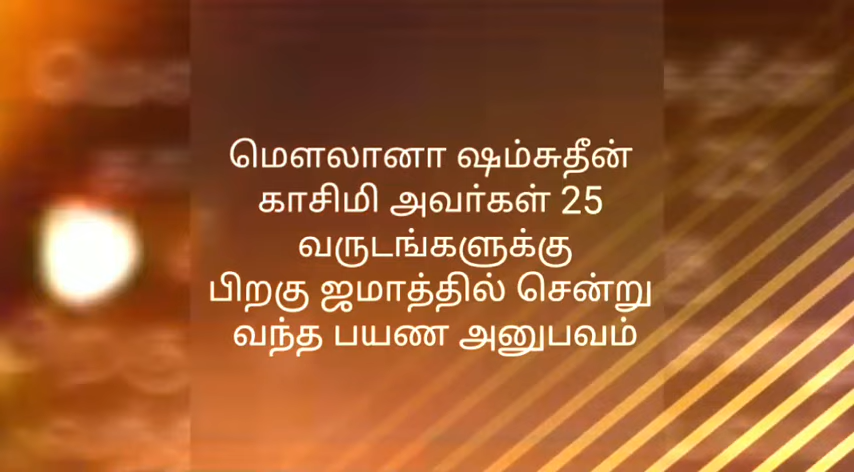 மௌலானா ஷம்சுதீன்
காசிமி அவர்கள் 25
வருடங்களுக்கு
பிறகு ஜமாத்தில் சென்று
வந்த பயண அனுபவம்